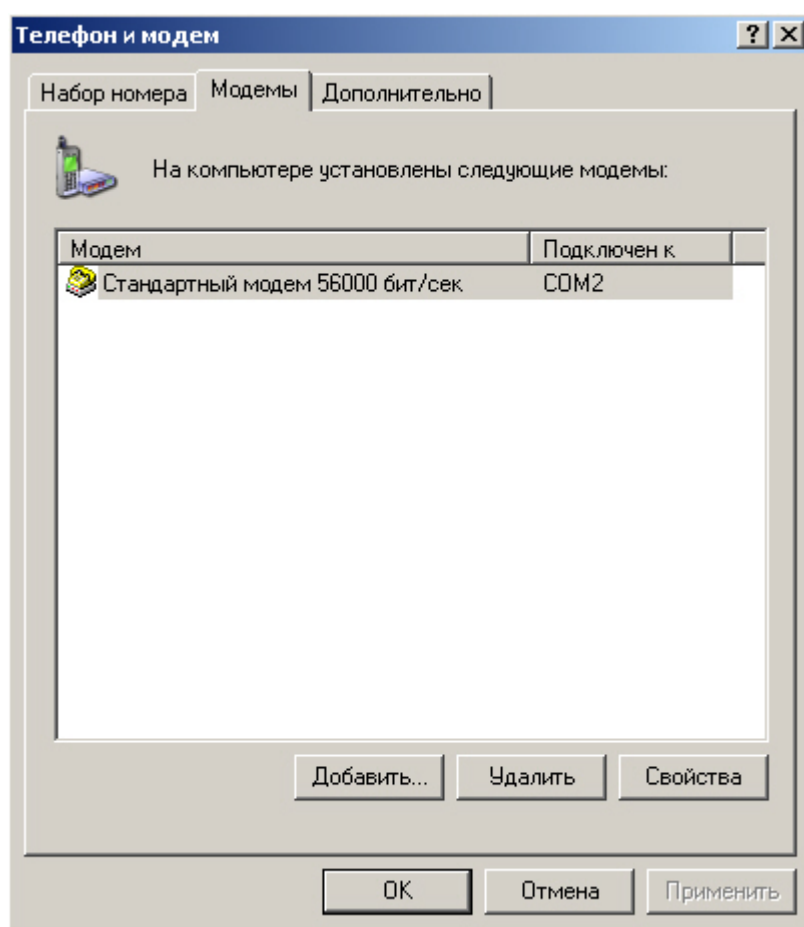 Телефон и модем
Набор номера Модемы Дополнительно
На компьютере установлены следующие модемы:
Модем Подключен к
Стандартный модем 56000 бит/сек COM2
Добавить... Удалить Свойства
OK Отмена Применить